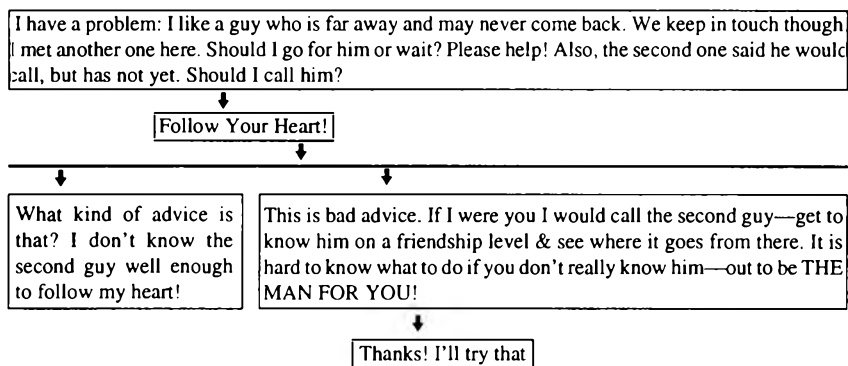 I have a problem: I like a guy who is far away and may never come back. We keep in touch though
I met another one here. Should I go for him or wait? Please help! Also, the second one said he would
call, but has not yet. Should I call him?
Follow Your Heart!
What kind of advice is
that? I don't know the
second guy well enough
to follow my heart!
This is bad advice. If I were you I would call the second guy—get to
know him on a friendship level & see where it goes from there. It is
hard to know what to do if you don't really know him—out to be THE
MAN FOR YOU!
Thanks! I'll try that